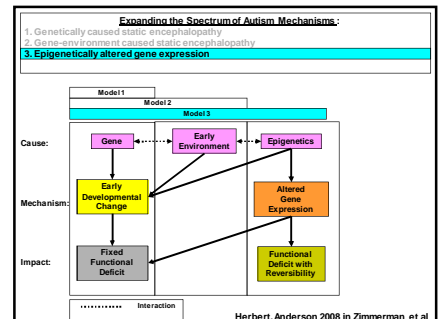 Expanding the Spectrum of Autism Mechanisms:
1. Genetically caused static encephalopathy
2. Gene-environment caused static encephalopathy
3. Epigenetically altered gene expression
Model 1
Model 2
Model 3
Cause:
Gene
Early
Environment
Epigenetics
Mechanism:
Early
Developmental
Change
Altered
Gene
Expression
Impact:
Fixed
Functional
Deficit
Functional
Deficit with
Reversibility
Interaction
Herbert, Anderson 2008 in Zimmerman, et al